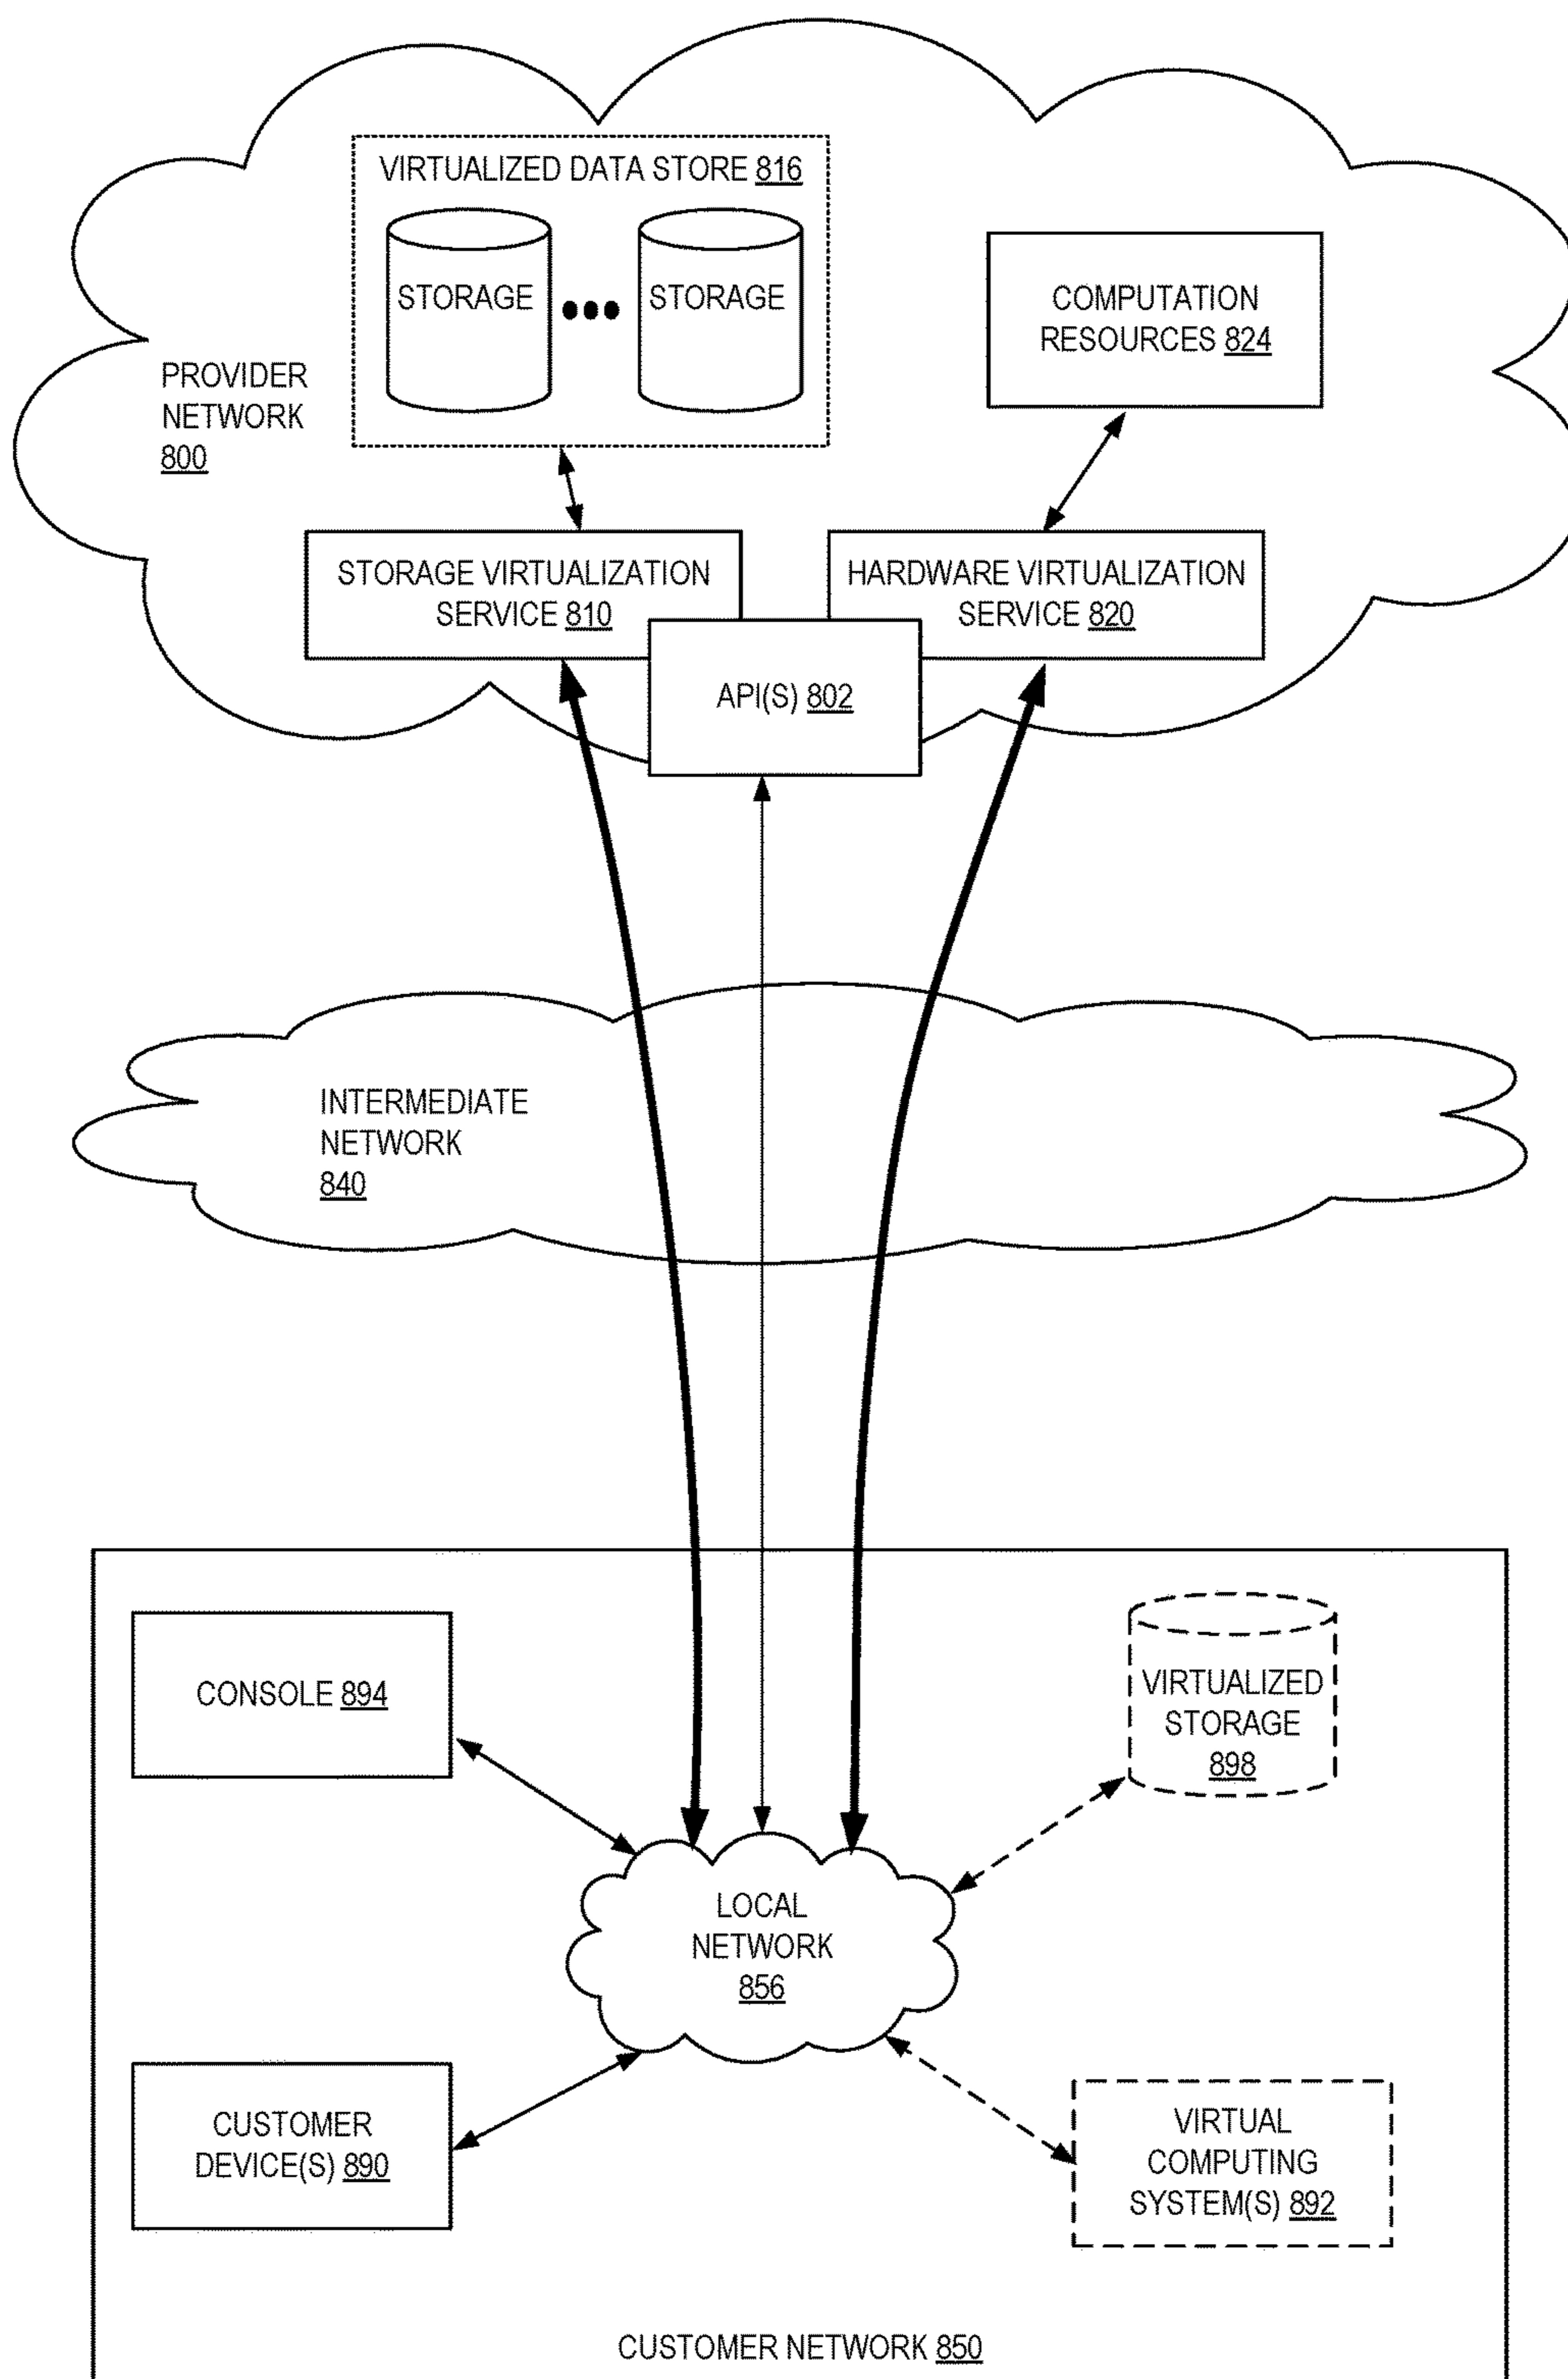 VIRTUALIZED DATA STORE 816
STORAGE
STORAGE
COMPUTATION
RESOURCES 824
PROVIDER
NETWORK
800
STORAGE VIRTUALIZATION
SERVICE 810
HARDWARE VIRTUALIZATION
SERVICE 820
API(S) 802
INTERMEDIATE
NETWORK
840
CONSOLE 894
VIRTUALIZED
STORAGE
898
LOCAL
NETWORK
856
CUSTOMER
DEVICE(S) 890
VIRTUAL
COMPUTING
SYSTEM(S) 892
CUSTOMER NETWORK 850